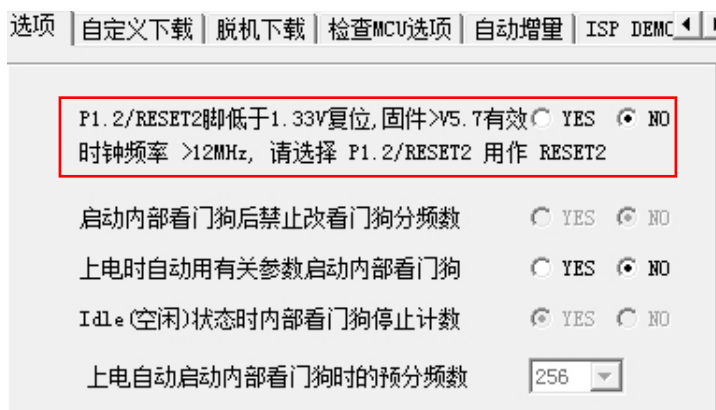 选项 自定义下载 脱机下载 检查MCU选项 自动增量 ISP DEMO
P1.2/RESET2脚低于1.33V复位,固件>V5.7有效 YES NO
时钟频率 >12MHz, 请选择 P1.2/RESET2 用作 RESET2
启动内部看门狗后禁止改看门狗分频数 YES NO
上电时自动用有关参数启动内部看门狗 YES NO
Idle(空闲)状态时内部看门狗停止计数 YES NO
上电自动启动内部看门狗时的预分频数 256